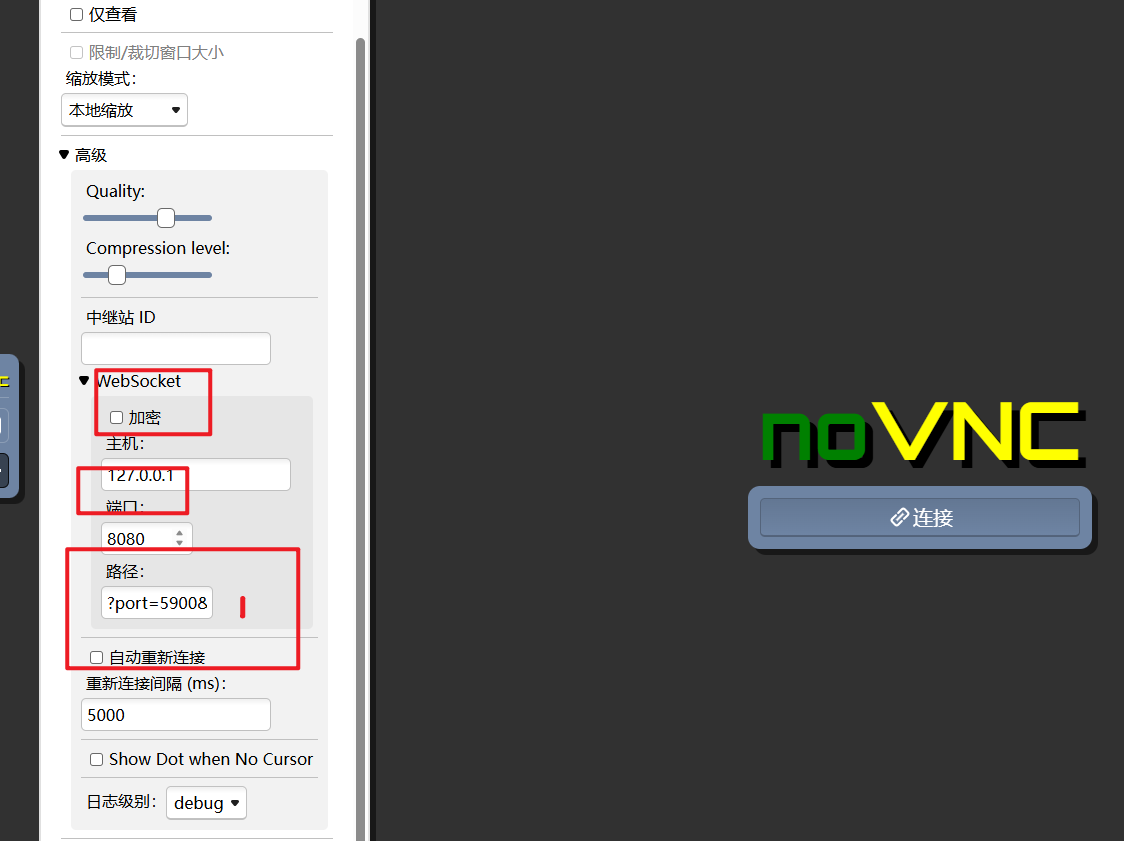 仅查看
限制/裁切窗口大小
缩放模式:
本地缩放
高级
Quality:
Compression level:
中继站 ID
WebSocket
加密
主机:
127.0.0.1
端口:
8080
路径:
?port=59008
自动重新连接
重新连接间隔 (ms):
5000
Show Dot when No Cursor
日志级别:
debug
noVNC
连接